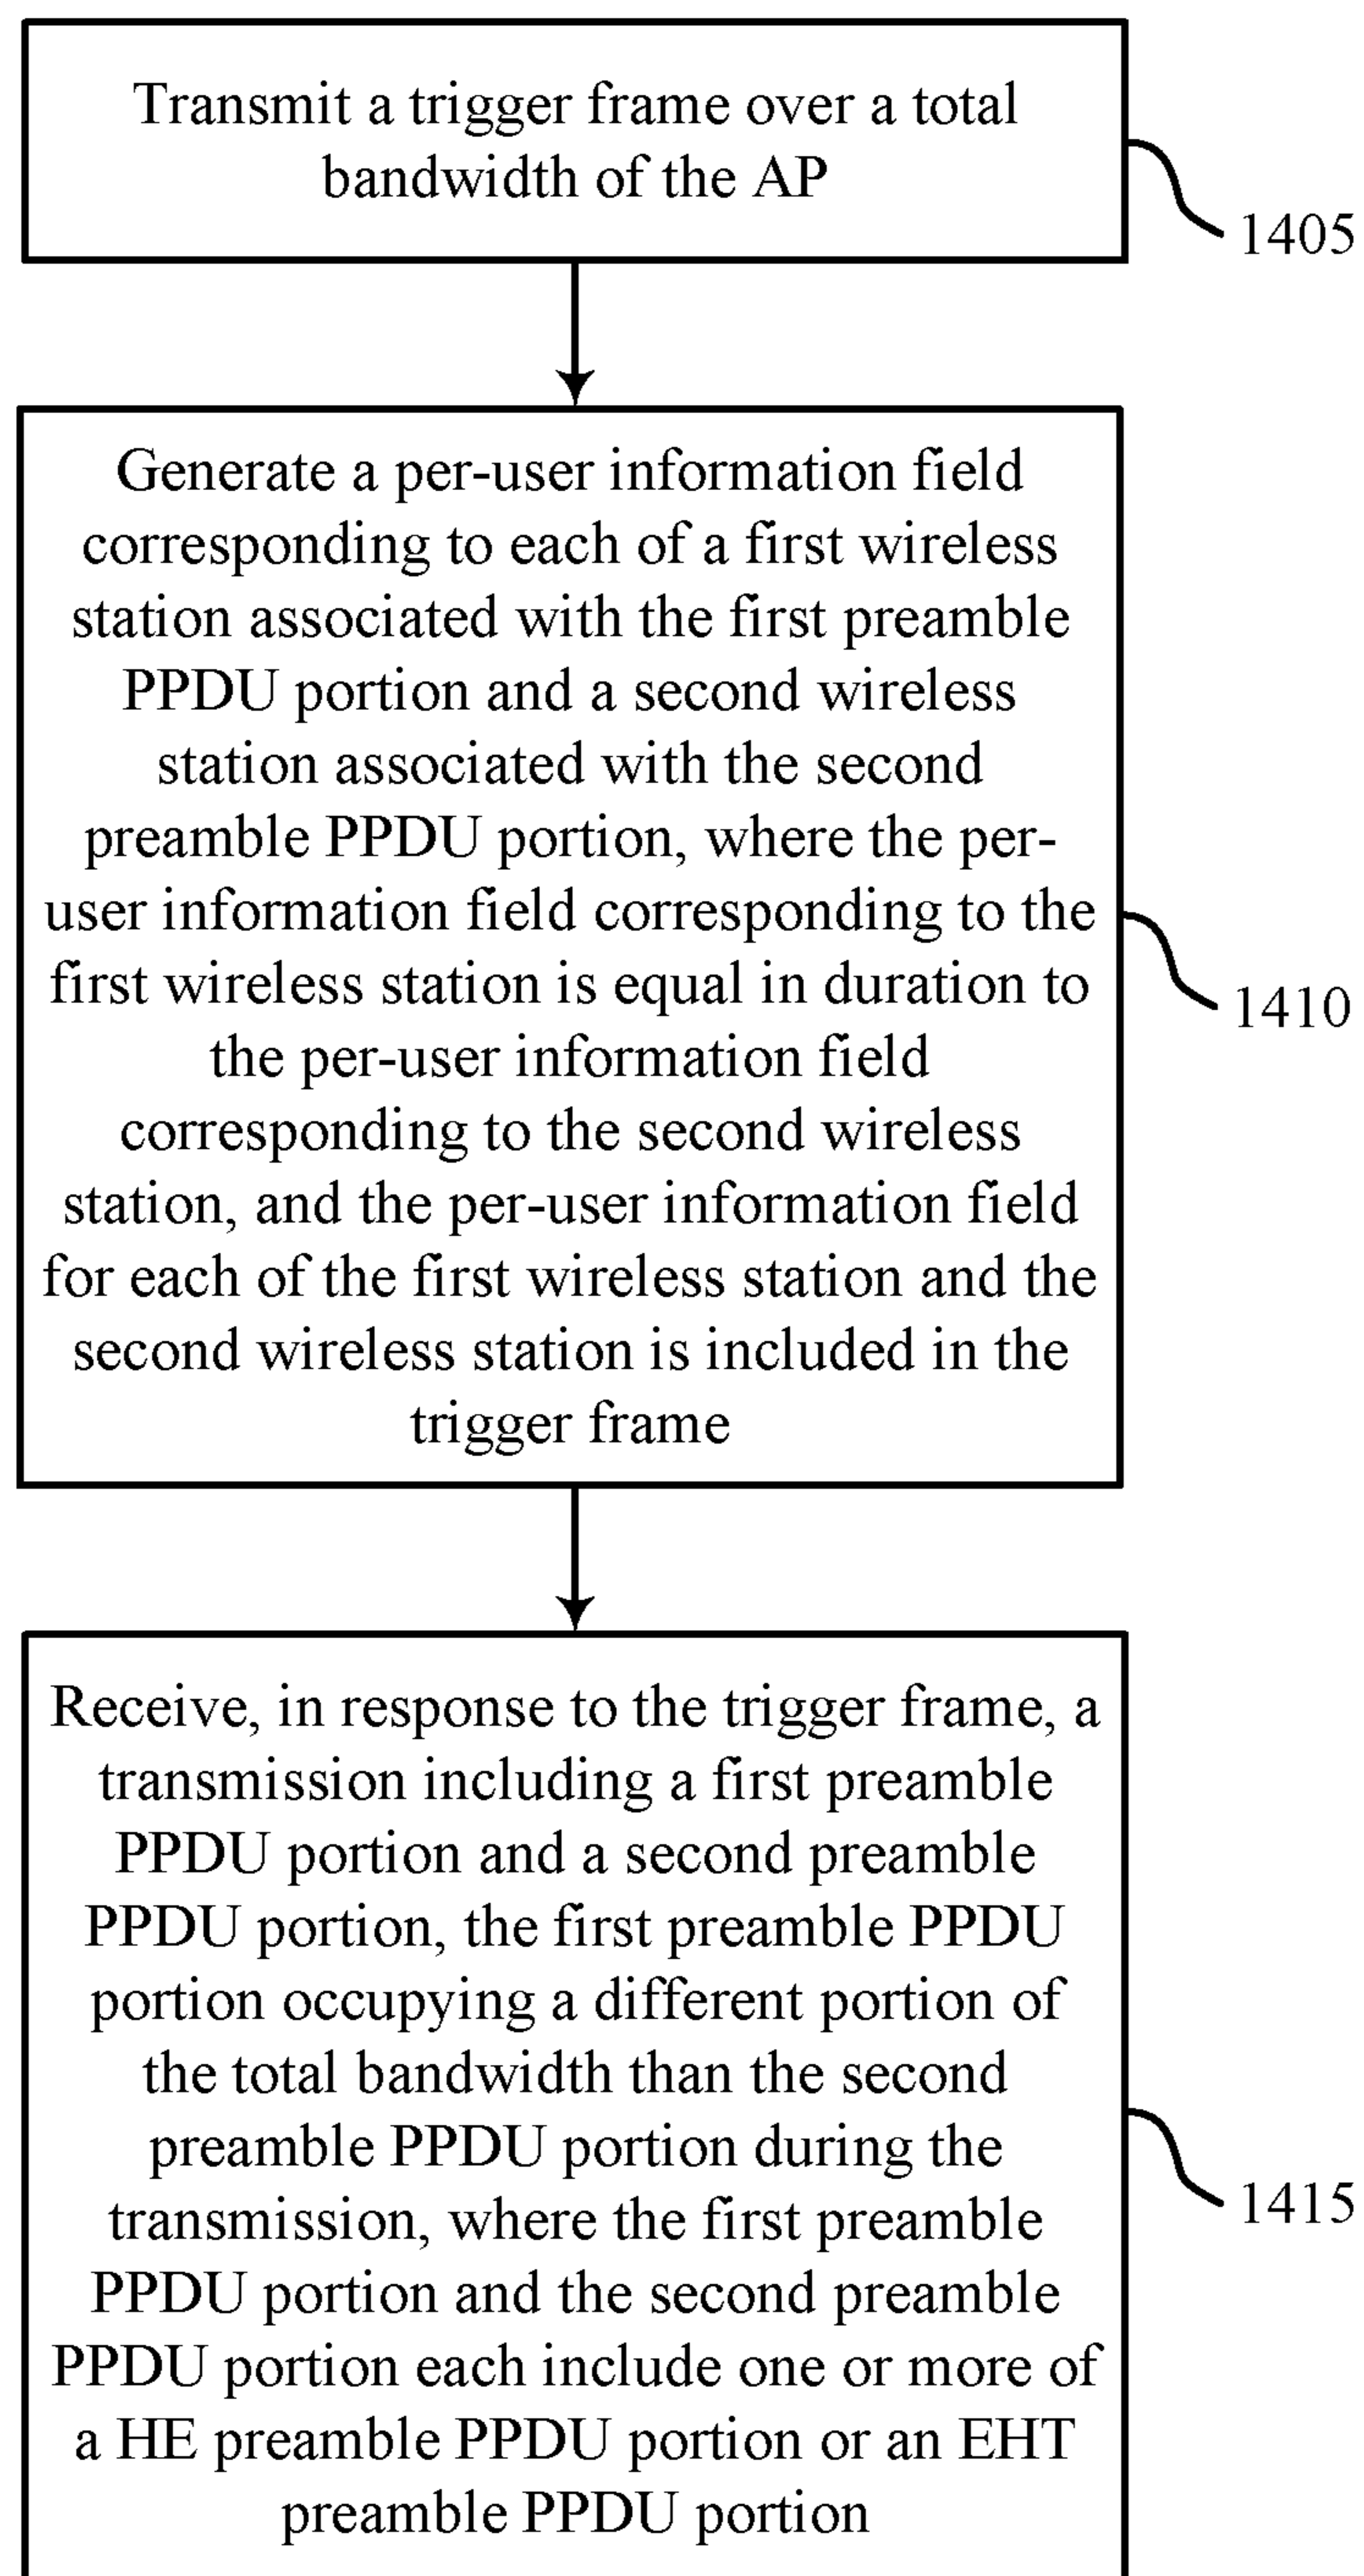 Transmit a trigger frame over a total
bandwidth of the AP
1405
Generate a per-user information field
corresponding to each of a first wireless
station associated with the first preamble
PPDU portion and a second wireless
station associated with the second
preamble PPDU portion, where the per-
user information field corresponding to the
first wireless station is equal in duration to
the per-user information field
corresponding to the second wireless
station, and the per-user information field
for each of the first wireless station and the
second wireless station is included in the
trigger frame
1410
Receive, in response to the trigger frame, a
transmission including a first preamble
PPDU portion and a second preamble
PPDU portion, the first preamble PPDU
portion occupying a different portion of
the total bandwidth than the second
preamble PPDU portion during the
transmission, where the first preamble
PPDU portion and the second preamble
PPDU portion each include one or more of
a HE preamble PPDU portion or an EHT
preamble PPDU portion
1415